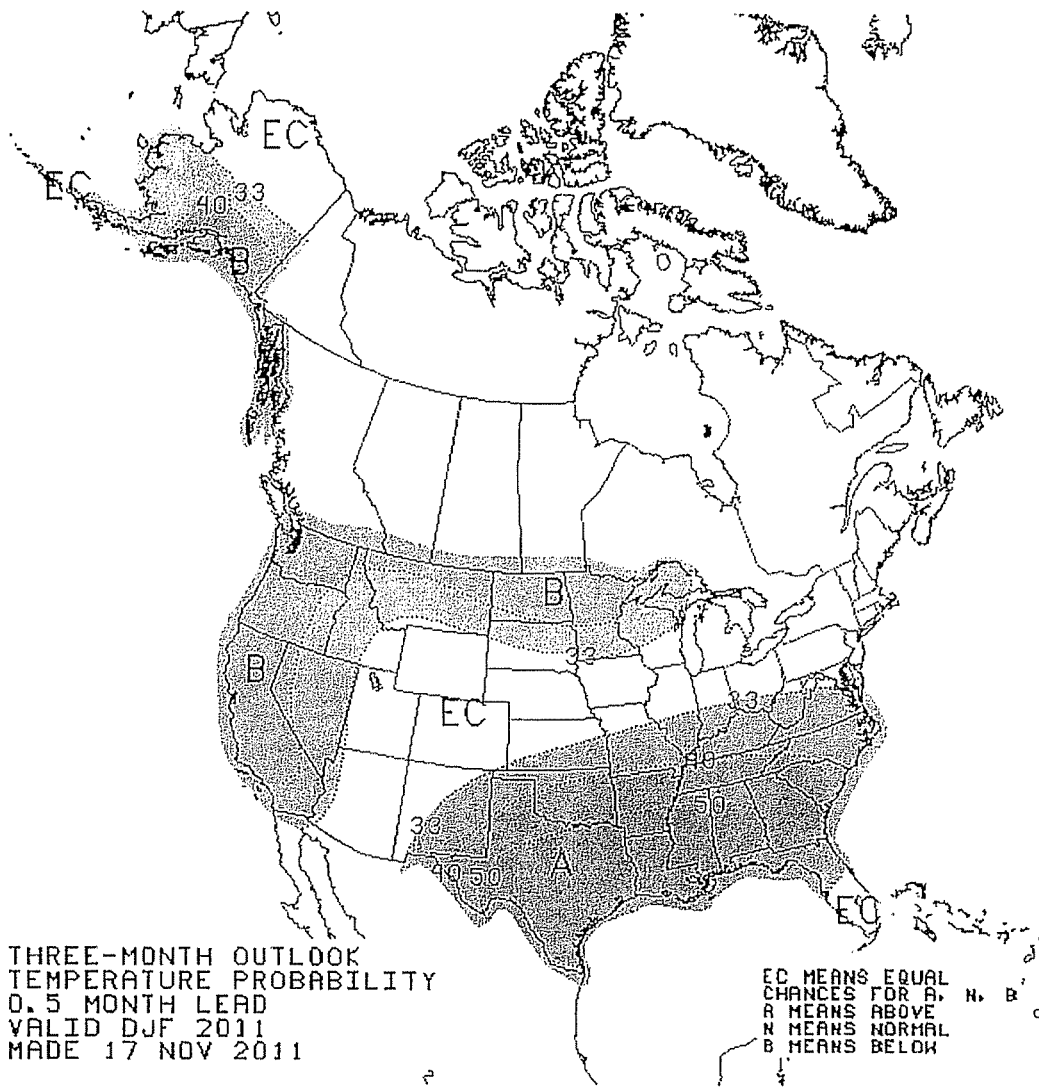 EC
EC
40 33
B
B
33
B
EC
33
40
50
33
A
40 50
EC
THREE-MONTH OUTLOOK
TEMPERATURE PROBABILITY
0.5 MONTH LEAD
VALID DJF 2011
MADE 17 NOV 2011
EC MEANS EQUAL
CHANCES FOR A, N, B
A MEANS ABOVE
N MEANS NORMAL
B MEANS BELOW